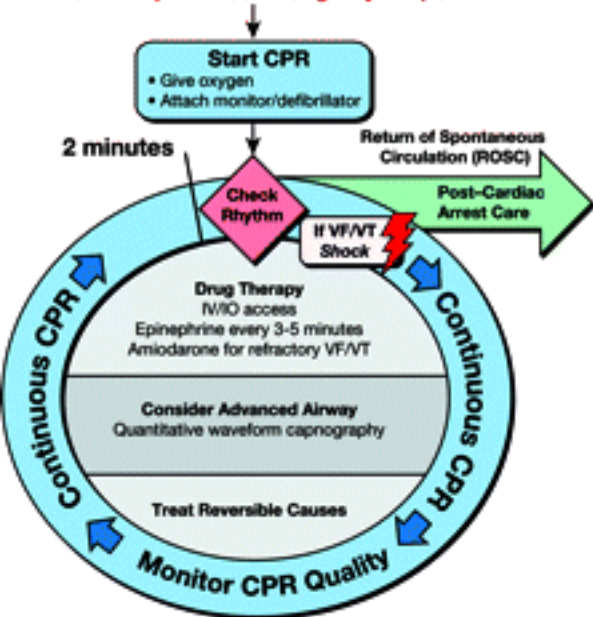 Start CPR
• Give oxygen
• Attach monitor/defibrillator
2 minutes
Return of Spontaneous
Circulation (ROSC)
Check
Rhythm
Post-Cardiac
Arrest Care
If VF/VT
Shock
Drug Therapy
IV/IO access
Epinephrine every 3-5 minutes
Amiodarone for refractory VF/VT
Consider Advanced Airway
Quantitative waveform capnography
Treat Reversible Causes
Continuous CPR
Continuous CPR
Monitor CPR Quality